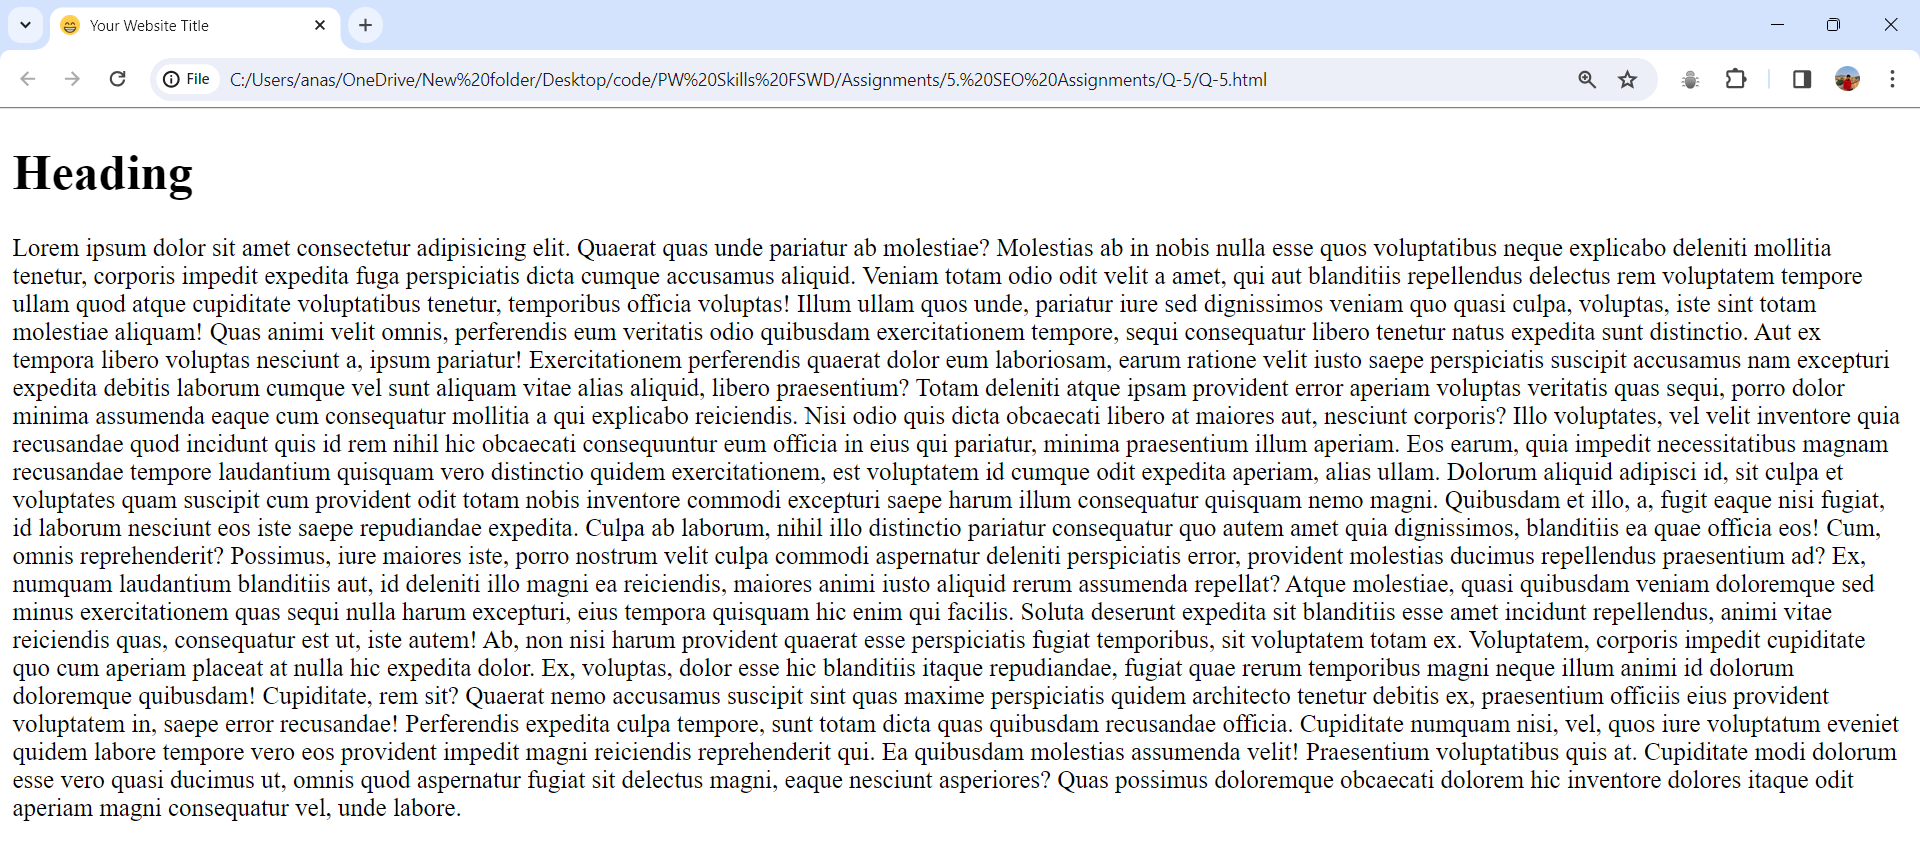 Your Website Title
File
C:/Users/anas/OneDrive/New%20folder/Desktop/code/PW%20Skills%20FSWD/Assignments/5.%20SEO%20Assignments/Q-5/Q-5.html
Heading
Lorem ipsum dolor sit amet consectetur adipisicing elit. Quaerat quas unde pariatur ab molestiae? Molestias ab in nobis nulla esse quos voluptatibus neque explicabo deleniti mollitia
tenetur, corporis impedit expedita fuga perspiciatis dicta cumque accusamus aliquid. Veniam totam odio odit velit a amet, qui aut blanditiis repellendus delectus rem voluptatem tempore
ullam quod atque cupiditate voluptatibus tenetur, temporibus officia voluptas! Illum ullam quos unde, pariatur iure sed dignissimos veniam quo quasi culpa, voluptas, iste sint totam
molestiae aliquam! Quas animi velit omnis, perferendis eum veritatis odio quibusdam exercitationem tempore, sequi consequatur libero tenetur natus expedita sunt distinctio. Aut ex
tempora libero voluptas nesciunt a, ipsum pariatur! Exercitationem perferendis quaerat dolor eum laboriosam, earum ratione velit iusto saepe perspiciatis suscipit accusamus nam excepturi
expedita debitis laborum cumque vel sunt aliquam vitae alias aliquid, libero praesentium? Totam deleniti atque ipsam provident error aperiam voluptas veritatis quas sequi, porro dolor
minima assumenda eaque cum consequatur mollitia a qui explicabo reiciendis. Nisi odio quis dicta obcaecati libero at maiores aut, nesciunt corporis? Illo voluptates, vel velit inventore quia
recusandae quod incidunt quis id rem nihil hic obcaecati consequuntur eum officia in eius qui pariatur, minima praesentium illum aperiam. Eos earum, quia impedit necessitatibus magnam
recusandae tempore laudantium quisquam vero distinctio quidem exercitationem, est voluptatem id cumque odit expedita aperiam, alias ullam. Dolorum aliquid adipisci id, sit culpa et
voluptates quam suscipit cum provident odit totam nobis inventore commodi excepturi saepe harum illum consequatur quisquam nemo magni. Quibusdam et illo, a, fugit eaque nisi fugiat,
id laborum nesciunt eos iste saepe repudiandae expedita. Culpa ab laborum, nihil illo distinctio pariatur consequatur quo autem amet quia dignissimos, blanditiis ea quae officia eos! Cum,
omnis reprehenderit? Possimus, iure maiores iste, porro nostrum velit culpa commodi aspernatur deleniti perspiciatis error, provident molestias ducimus repellendus praesentium ad? Ex,
numquam laudantium blanditiis aut, id deleniti illo magni ea reiciendis, maiores animi iusto aliquid rerum assumenda repellat? Atque molestiae, quasi quibusdam veniam doloremque sed
minus exercitationem quas sequi nulla harum excepturi, eius tempora quisquam hic enim qui facilis. Soluta deserunt expedita sit blanditiis esse amet incidunt repellendus, animi vitae
reiciendis quas, consequatur est ut, iste autem! Ab, non nisi harum provident quaerat esse perspiciatis fugiat temporibus, sit voluptatem totam ex. Voluptatem, corporis impedit cupiditate
quo cum aperiam placeat at nulla hic expedita dolor. Ex, voluptas, dolor esse hic blanditiis itaque repudiandae, fugiat quae rerum temporibus magni neque illum animi id dolorum
doloremque quibusdam! Cupiditate, rem sit? Quaerat nemo accusamus suscipit sint quas maxime perspiciatis quidem architecto tenetur debitis ex, praesentium officiis eius provident
voluptatem in, saepe error recusandae! Perferendis expedita culpa tempore, sunt totam dicta quas quibusdam recusandae officia. Cupiditate numquam nisi, vel, quos iure voluptatum eveniet
quidem labore tempore vero eos provident impedit magni reiciendis reprehenderit qui. Ea quibusdam molestias assumenda velit! Praesentium voluptatibus quis at. Cupiditate modi dolorum
esse vero quasi ducimus ut, omnis quod aspernatur fugiat sit delectus magni, eaque nesciunt asperiores? Quas possimus doloremque obcaecati dolorem hic inventore dolores itaque odit
aperiam magni consequatur vel, unde labore.